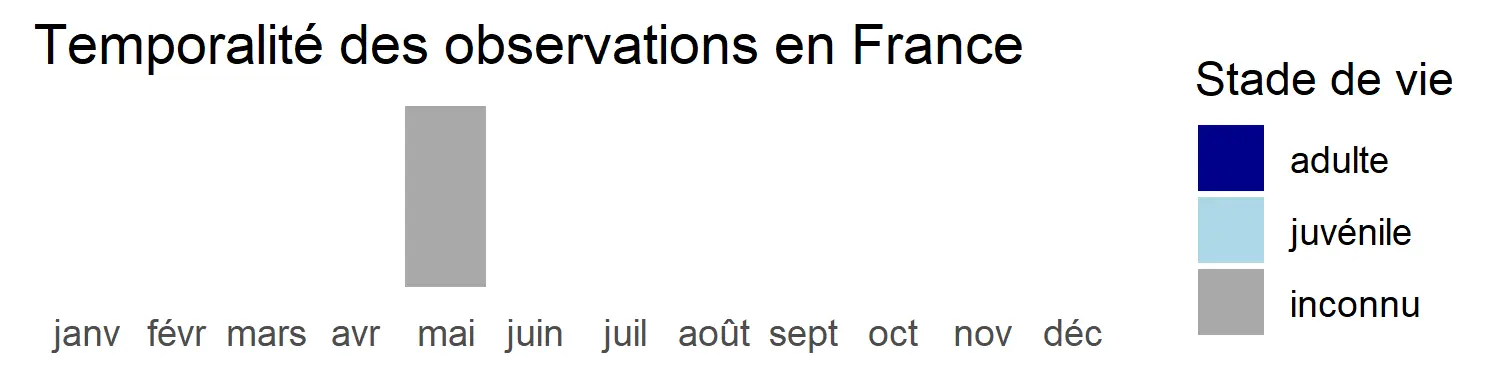 Temporalité des observations en France
janv févr mars avr mai juin juil août sept oct nov déc
Stade de vie
adulte
juvénile
inconnu